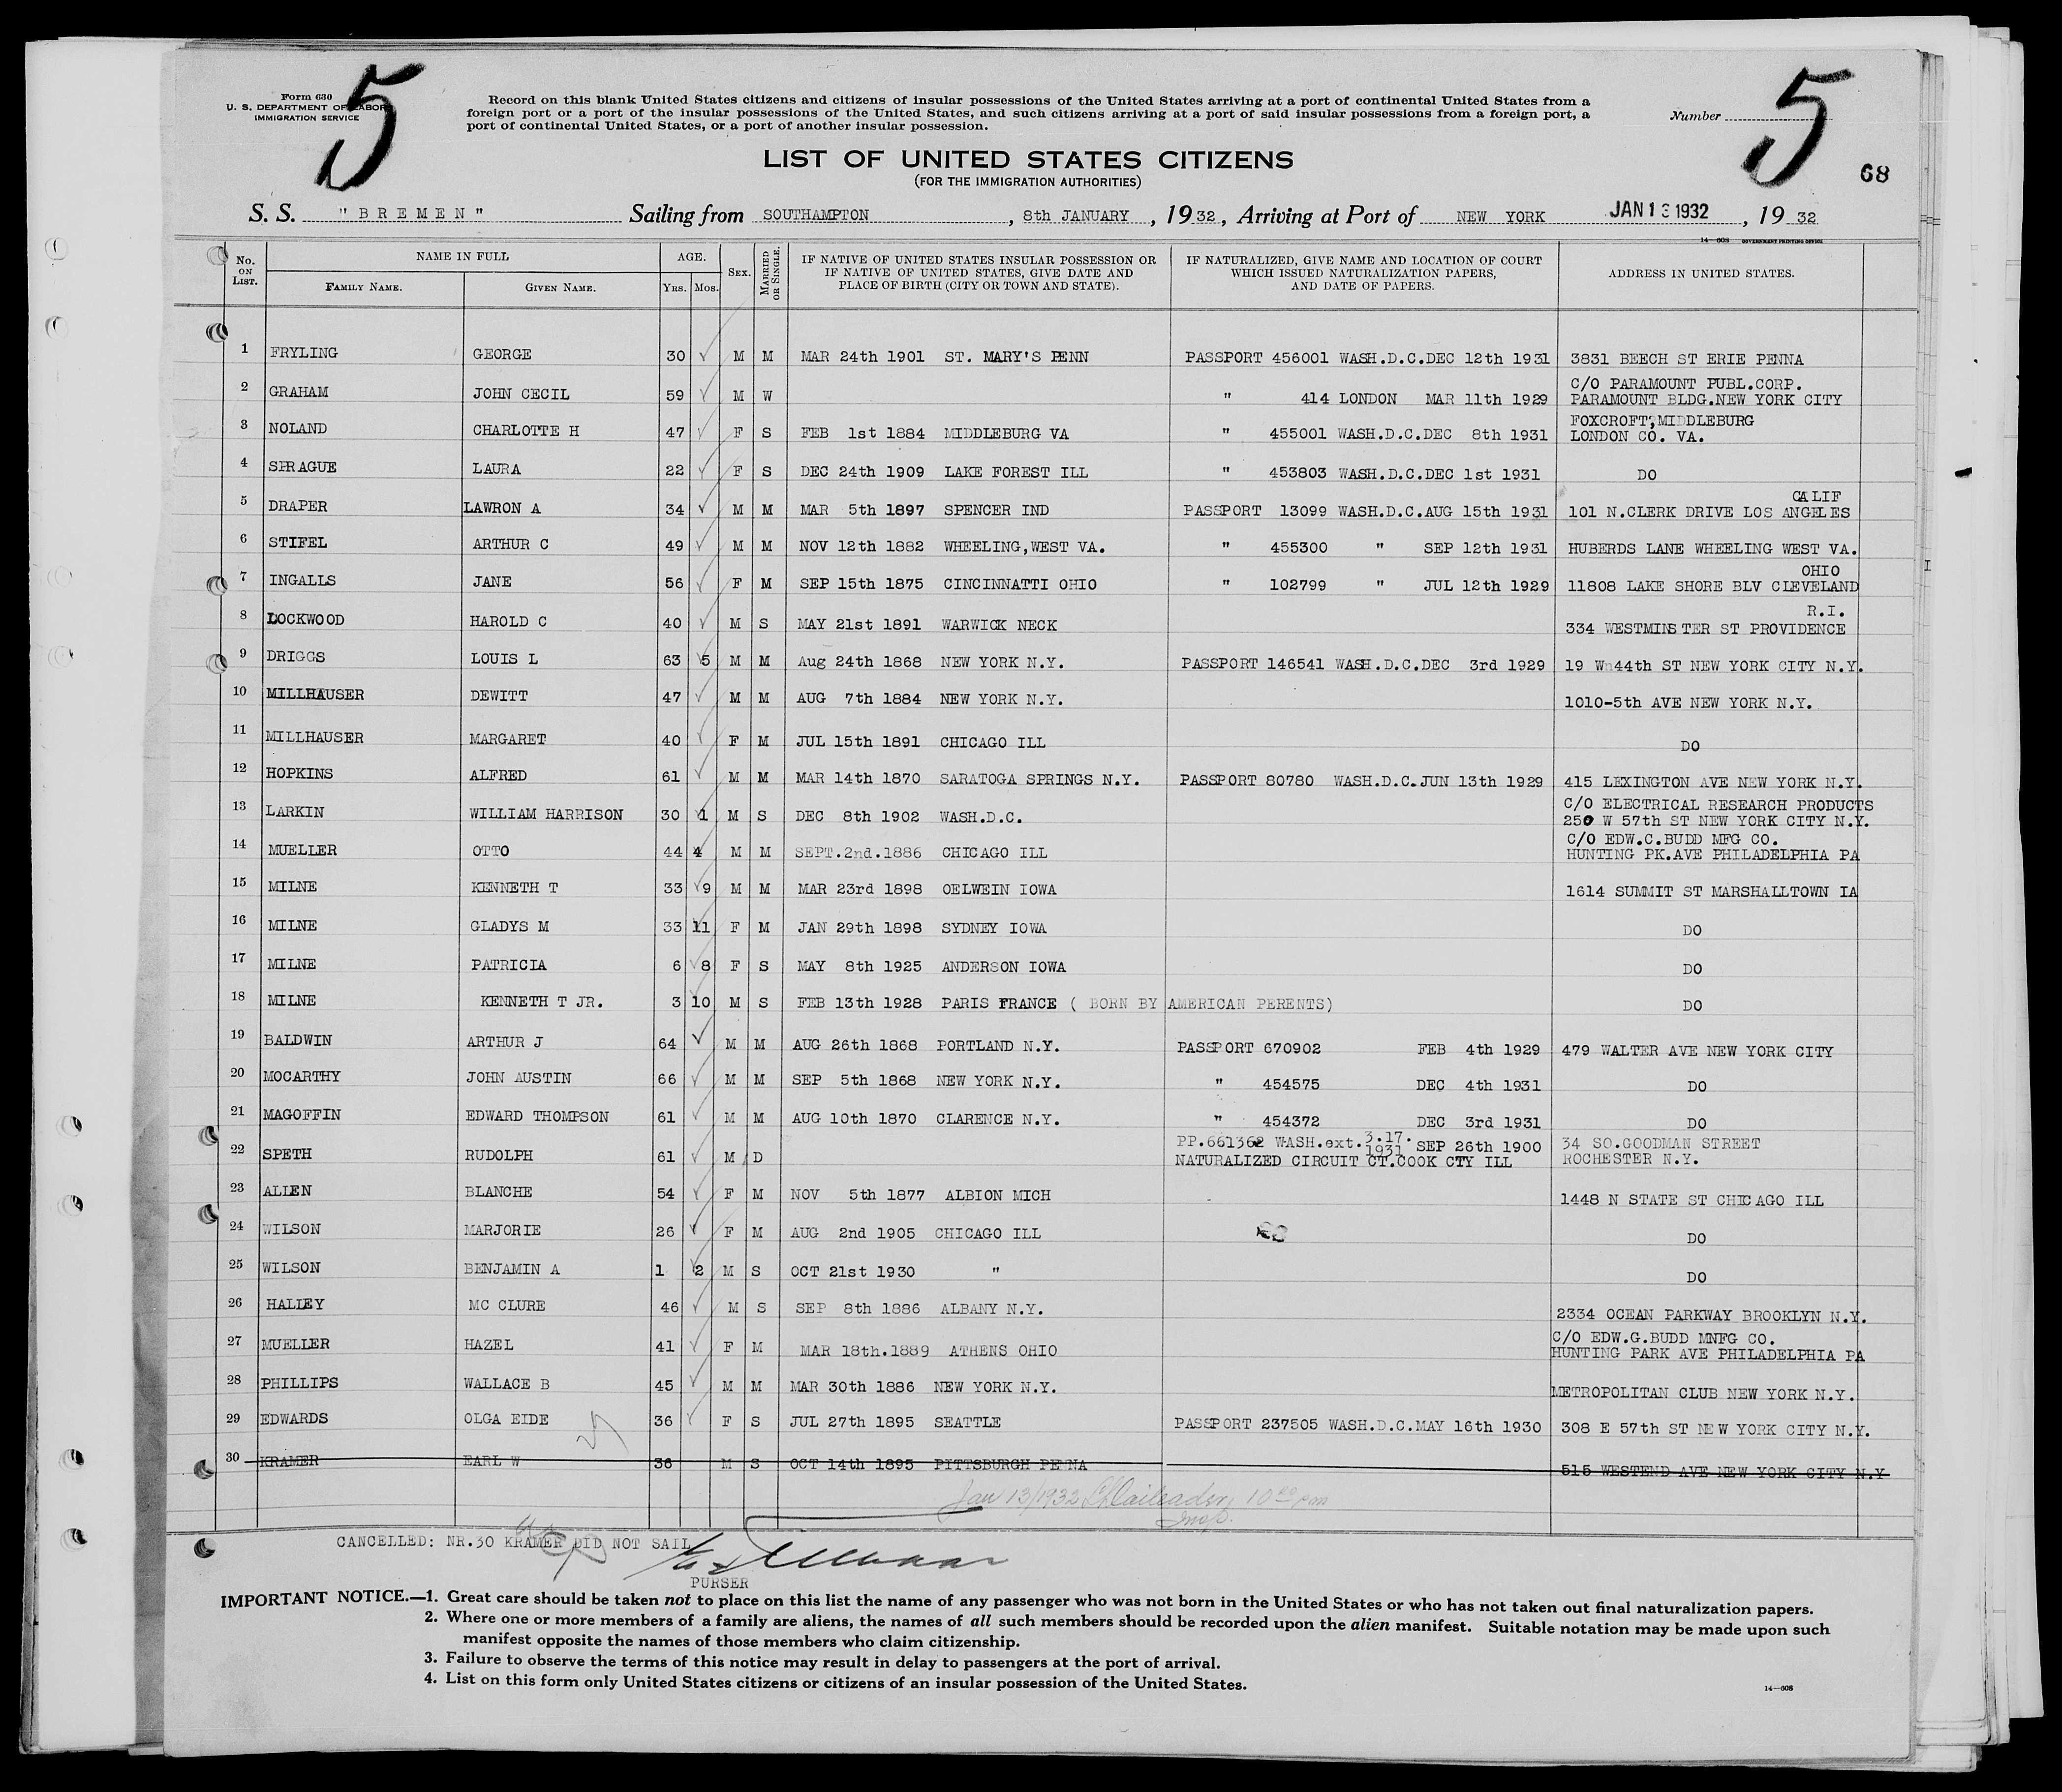 5
5
Form 630
U. S. DEPARTMENT OF LABOR
IMMIGRATION SERVICE
Record on this blank United States citizens and citizens of insular possessions of the United States arriving at a port of continental United States from a
foreign port or a port of the insular possessions of the United States, and such citizens arriving at a port of said insular possessions from a foreign port, a
port of continental United States, or a port of another insular possession.
Number
LIST OF UNITED STATES CITIZENS
(FOR THE IMMIGRATION AUTHORITIES)
68
S. S. "BREMEN" Sailing from SOUTHAMPTON, 8th JANUARY, 1932, Arriving at Port of NEW YORK JAN 13 1932, 19 32
14—608 GOVERNMENT PRINTING OFFICE
No. ON LIST. NAME IN FULL AGE. SEX. MARRIED OR SINGLE. IF NATIVE OF UNITED STATES INSULAR POSSESSION OR IF NATIVE OF UNITED STATES, GIVE DATE AND PLACE OF BIRTH (CITY OR TOWN AND STATE). IF NATURALIZED, GIVE NAME AND LOCATION OF COURT WHICH ISSUED NATURALIZATION PAPERS, AND DATE OF PAPERS. ADDRESS IN UNITED STATES.
FAMILY NAME. GIVEN NAME. YRS. MOS.
1 FRYLING GEORGE 30 M M MAR 24th 1901 ST. MARY'S PENN PASSPORT 456001 WASH.D.C.DEC 12th 1931 3831 BEECH ST ERIE PENNA
2 GRAHAM JOHN CECIL 59 M W " 414 LONDON MAR 11th 1929 C/O PARAMOUNT PUBL.CORP.
PARAMOUNT BLDG.NEW YORK CITY
3 NOLAND CHARLOTTE H 47 F S FEB 1st 1884 MIDDLEBURG VA " 455001 WASH.D.C.DEC 8th 1931 FOXCROFT,MIDDLEBURG
LONDON CO. VA.
4 SPRAGUE LAURA 22 F S DEC 24th 1909 LAKE FOREST ILL " 453803 WASH.D.C.DEC 1st 1931 DO
5 DRAPER LAWRON A 34 M M MAR 5th 1897 SPENCER IND PASSPORT 13099 WASH.D.C.AUG 15th 1931 101 N.CLERK DRIVE LOS ANGELES
CALIF
6 STIFEL ARTHUR C 49 M M NOV 12th 1882 WHEELING,WEST VA. " 455300 " SEP 12th 1931 HUBERDS LANE WHEELING WEST VA.
7 INGALLS JANE 56 F M SEP 15th 1875 CINCINNATTI OHIO " 102799 " JUL 12th 1929 11808 LAKE SHORE BLV CLEVELAND
OHIO
8 LOCKWOOD HAROLD C 40 M S MAY 21st 1891 WARWICK NECK 334 WESTMINSTER ST PROVIDENCE
R.I.
9 DRIGGS LOUIS L 63 5 M M Aug 24th 1868 NEW YORK N.Y. PASSPORT 146541 WASH.D.C.DEC 3rd 1929 19 Wn44th ST NEW YORK CITY N.Y.
10 MILLHAUSER DEWITT 47 M M AUG 7th 1884 NEW YORK N.Y. 1010-5th AVE NEW YORK N.Y.
11 MILLHAUSER MARGARET 40 F M JUL 15th 1891 CHICAGO ILL DO
12 HOPKINS ALFRED 61 M M MAR 14th 1870 SARATOGA SPRINGS N.Y. PASSPORT 80780 WASH.D.C.JUN 13th 1929 415 LEXINGTON AVE NEW YORK N.Y.
13 LARKIN WILLIAM HARRISON 30 1 M S DEC 8th 1902 WASH.D.C. C/O ELECTRICAL RESEARCH PRODUCTS
250 W 57th ST NEW YORK CITY N.Y.
14 MUELLER OTTO 44 4 M M SEPT.2nd.1886 CHICAGO ILL C/O EDW.C.BUDD MFG CO.
HUNTING PK.AVE PHILADELPHIA PA
15 MILNE KENNETH T 33 9 M M MAR 23rd 1898 OELWEIN IOWA 1614 SUMMIT ST MARSHALLTOWN IA
16 MILNE GLADYS M 33 11 F M JAN 29th 1898 SYDNEY IOWA DO
17 MILNE PATRICIA 6 8 F S MAY 8th 1925 ANDERSON IOWA DO
18 MILNE KENNETH T JR. 3 10 M S FEB 13th 1928 PARIS FRANCE ( BORN BY AMERICAN PERENTS) DO
19 BALDWIN ARTHUR J 64 M M AUG 26th 1868 PORTLAND N.Y. PASSPORT 670902 FEB 4th 1929 479 WALTER AVE NEW YORK CITY
20 MOCARTHY JOHN AUSTIN 66 M M SEP 5th 1868 NEW YORK N.Y. " 454575 DEC 4th 1931 DO
21 MAGOFFIN EDWARD THOMPSON 61 M M AUG 10th 1870 CLARENCE N.Y. " 454372 DEC 3rd 1931 DO
22 SPETH RUDOLPH 61 M D PP.661362 WASH.ext.3.17.1931 SEP 26th 1900 34 SO.GOODMAN STREET
NATURALIZED CIRCUIT CT.COOK CTY ILL ROCHESTER N.Y.
23 ALLEN BLANCHE 54 F M NOV 5th 1877 ALBION MICH 1448 N STATE ST CHICAGO ILL
24 WILSON MARJORIE 26 F M AUG 2nd 1905 CHICAGO ILL DO
25 WILSON BENJAMIN A 1 2 M S OCT 21st 1930 " DO
26 HALLEY MC CLURE 46 M S SEP 8th 1886 ALBANY N.Y. 2334 OCEAN PARKWAY BROOKLYN N.Y.
27 MUELLER HAZEL 41 F M MAR 18th.1889 ATHENS OHIO C/O EDW.G.BUDD MNFG CO.
HUNTING PARK AVE PHILADELPHIA PA
28 PHILLIPS WALLACE B 45 M M MAR 30th 1886 NEW YORK N.Y. METROPOLITAN CLUB NEW YORK N.Y.
29 EDWARDS OLGA EIDE 36 F S JUL 27th 1895 SEATTLE PASSPORT 237505 WASH.D.C.MAY 16th 1930 308 E 57th ST NEW YORK CITY N.Y.
30 KRAMER EARL W 36 M S OCT 14th 1895 PITTSBURGH PENNA 515 WESTEND AVE NEW YORK CITY N.Y
Jan 13/1932 10 pm
Insp.
CANCELLED: NR.30 KRAMER DID NOT SAIL
PURSER
IMPORTANT NOTICE.—1. Great care should be taken not to place on this list the name of any passenger who was not born in the United States or who has not taken out final naturalization papers.
2. Where one or more members of a family are aliens, the names of all such members should be recorded upon the alien manifest. Suitable notation may be made upon such
manifest opposite the names of those members who claim citizenship.
3. Failure to observe the terms of this notice may result in delay to passengers at the port of arrival.
4. List on this form only United States citizens or citizens of an insular possession of the United States.
14—608